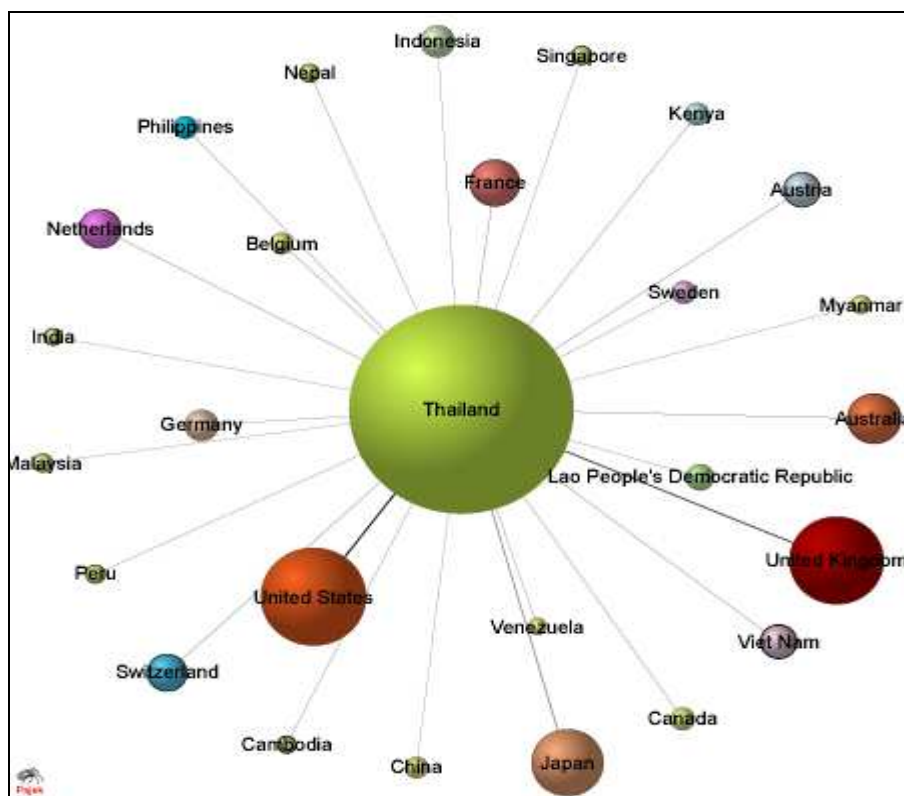 Indonesia
Singapore
Nepal
Kenya
Philippines
France
Austria
Netherlands
Belgium
Sweden
Myanmar
India
Thailand
Germany
Australia
Malaysia
Lao People's Democratic Republic
United Kingdom
Peru
United States
Venezuela
Viet Nam
Switzerland
Canada
Cambodia
China
Japan
Pajek